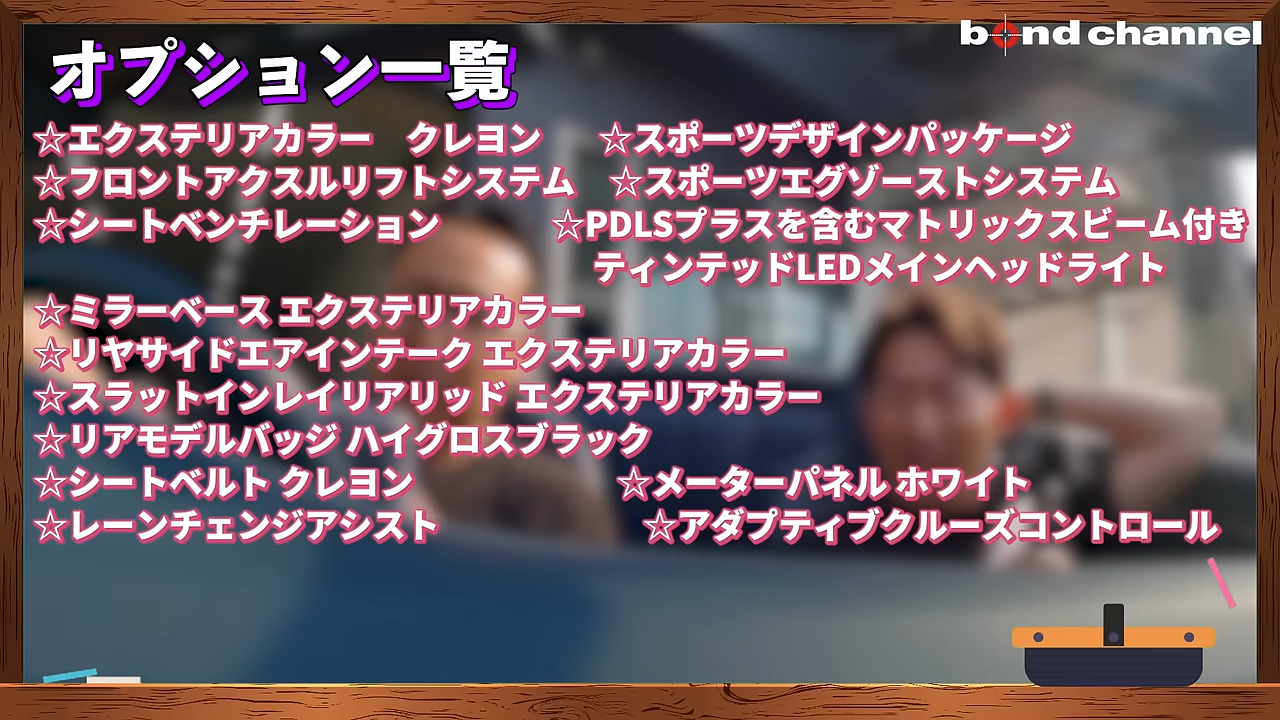 bond channel
オプション一覧
☆エクステリアカラー　クレヨン　☆スポーツデザインパッケージ
☆フロントアクスルリフトシステム　☆スポーツエグゾーストシステム
☆シートベンチレーション　☆PDLSプラスを含むマトリックスビーム付き
ティンテッドLEDメインヘッドライト
☆ミラーベース エクステリアカラー
☆リヤサイドエアインテーク エクステリアカラー
☆スラットインレイリアリッド エクステリアカラー
☆リアモデルバッジ ハイグロスブラック
☆シートベルト クレヨン　☆メーターパネル ホワイト
☆レーンチェンジアシスト　☆アダプティブクルーズコントロール